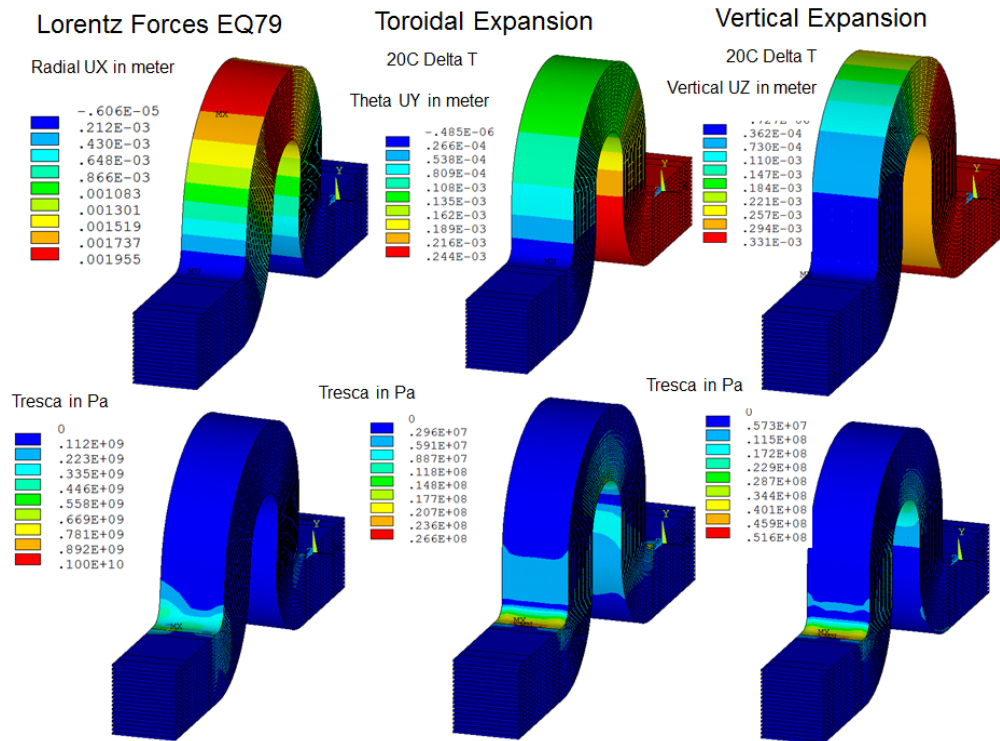 Lorentz Forces EQ79
Toroidal Expansion
Vertical Expansion
Radial UX in meter
-.606E-05
.212E-03
.430E-03
.648E-03
.866E-03
.001083
.001301
.001519
.001737
.001955
MX
Y
20C Delta T
Theta UY in meter
-.485E-06
.266E-04
.538E-04
.809E-04
.108E-03
.135E-03
.162E-03
.189E-03
.216E-03
.244E-03
Y
20C Delta T
Vertical UZ in meter
.362E-04
.730E-04
.110E-03
.147E-03
.184E-03
.221E-03
.257E-03
.294E-03
.331E-03
Y
Tresca in Pa
0
.112E+09
.223E+09
.335E+09
.446E+09
.558E+09
.669E+09
.781E+09
.892E+09
.100E+10
MX
Y
Tresca in Pa
0
.296E+07
.591E+07
.887E+07
.118E+08
.148E+08
.177E+08
.207E+08
.236E+08
.266E+08
Y
Tresca in Pa
0
.573E+07
.115E+08
.172E+08
.229E+08
.287E+08
.344E+08
.401E+08
.459E+08
.516E+08
Y